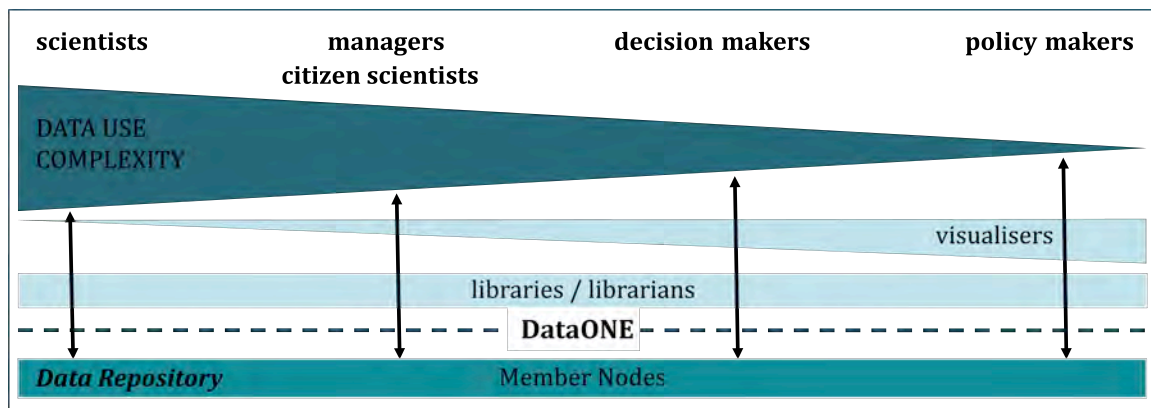 scientists
managers
citizen scientists
decision makers
policy makers
DATA USE
COMPLEXITY
visualisers
libraries / librarians
DataONE
Data Repository
Member Nodes